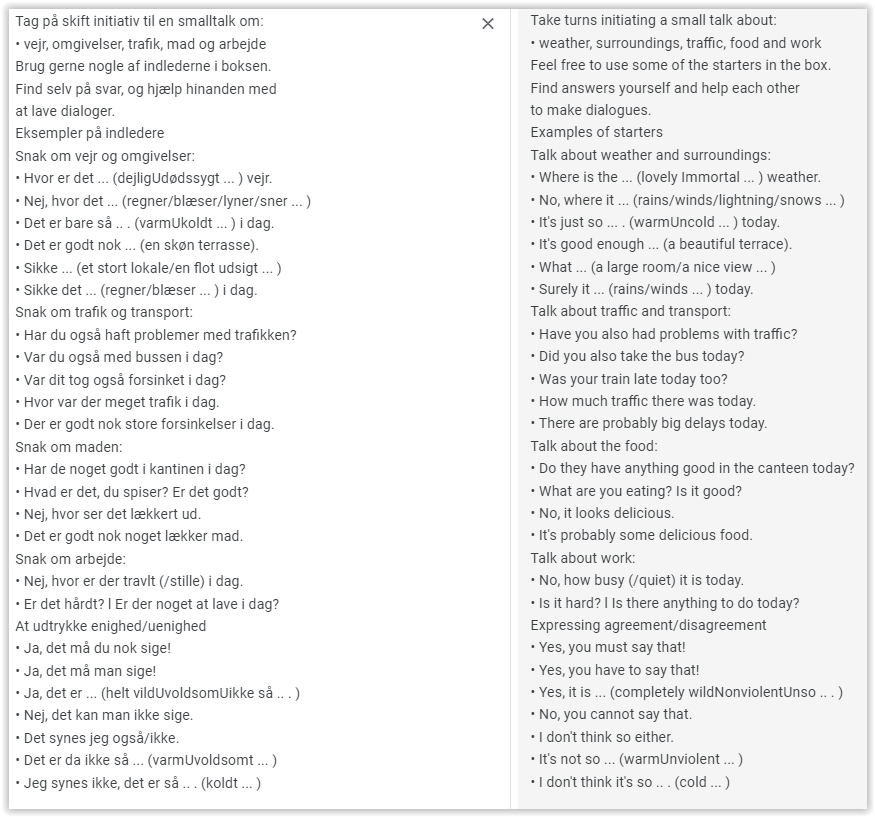 Tag på skift initiativ til en smalltalk om:
• vejr, omgivelser, trafik, mad og arbejde
Brug gerne nogle af indlederne i boksen.
Find selv på svar, og hjælp hinanden med
at lave dialoger.
Eksempler på indledere
Snak om vejr og omgivelser:
• Hvor er det ... (dejligUdødssygt ... ) vejr.
• Nej, hvor det ... (regner/blæser/lyner/sner ... )
• Det er bare så .. . (varmUkoldt ... ) i dag.
• Det er godt nok ... (en skøn terrasse).
• Sikke ... (et stort lokale/en flot udsigt ... )
• Sikke det ... (regner/blæser ... ) i dag.
Snak om trafik og transport:
• Har du også haft problemer med trafikken?
• Var du også med bussen i dag?
• Var dit tog også forsinket i dag?
• Hvor var der meget trafik i dag.
• Der er godt nok store forsinkelser i dag.
Snak om maden:
• Har de noget godt i kantinen i dag?
• Hvad er det, du spiser? Er det godt?
• Nej, hvor ser det lækkert ud.
• Det er godt nok noget lækker mad.
Snak om arbejde:
• Nej, hvor er der travlt (/stille) i dag.
• Er det hårdt? l Er der noget at lave i dag?
At udtrykke enighed/uenighed
• Ja, det må du nok sige!
• Ja, det må man sige!
• Ja, det er ... (helt vildUvoldsomUikke så .. . )
• Nej, det kan man ikke sige.
• Det synes jeg også/ikke.
• Det er da ikke så ... (varmUvoldsomt ... )
• Jeg synes ikke, det er så .. . (koldt ... )
Take turns initiating a small talk about:
• weather, surroundings, traffic, food and work
Feel free to use some of the starters in the box.
Find answers yourself and help each other
to make dialogues.
Examples of starters
Talk about weather and surroundings:
• Where is the ... (lovely Immortal ... ) weather.
• No, where it ... (rains/winds/lightning/snows ... )
• It's just so ... . (warmUncold ... ) today.
• It's good enough ... (a beautiful terrace).
• What ... (a large room/a nice view ... )
• Surely it ... (rains/winds ... ) today.
Talk about traffic and transport:
• Have you also had problems with traffic?
• Did you also take the bus today?
• Was your train late today too?
• How much traffic there was today.
• There are probably big delays today.
Talk about the food:
• Do they have anything good in the canteen today?
• What are you eating? Is it good?
• No, it looks delicious.
• It's probably some delicious food.
Talk about work:
• No, how busy (/quiet) it is today.
• Is it hard? l Is there anything to do today?
Expressing agreement/disagreement
• Yes, you must say that!
• Yes, you have to say that!
• Yes, it is ... (completely wildNonviolentUnso .. . )
• No, you cannot say that.
• I don't think so either.
• It's not so ... (warmUnviolent ... )
• I don't think it's so .. . (cold ... )